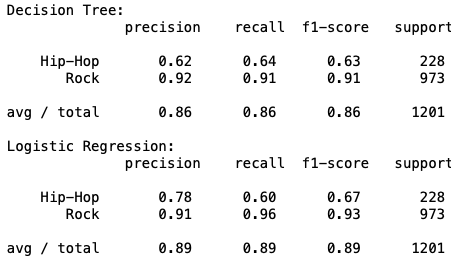 Decision Tree:
             precision    recall  f1-score   support

    Hip-Hop       0.62      0.64      0.63       228
       Rock       0.92      0.91      0.91       973

avg / total       0.86      0.86      0.86      1201

Logistic Regression:
             precision    recall  f1-score   support

    Hip-Hop       0.78      0.60      0.67       228
       Rock       0.91      0.96      0.93       973

avg / total       0.89      0.89      0.89      1201